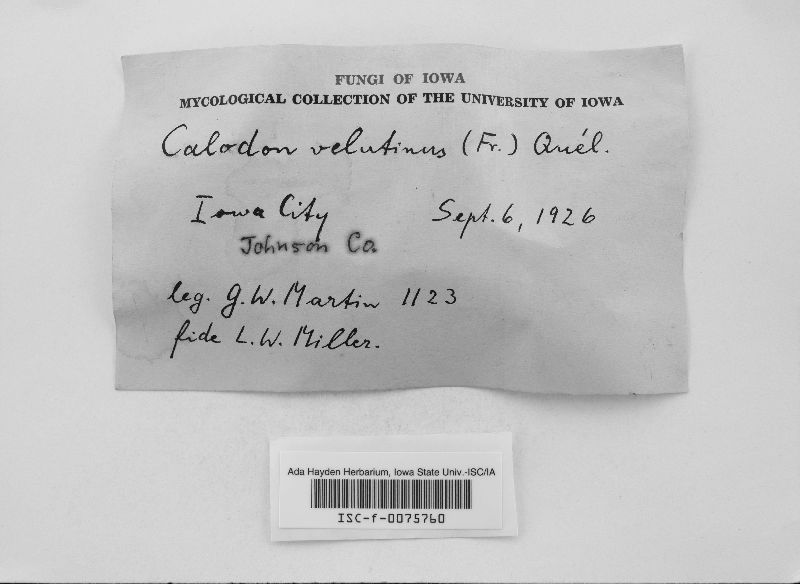 FUNGI OF IOWA
MYCOLOGICAL COLLECTION OF THE UNIVERSITY OF IOWA
Calodon velutinus (Fr.) Quél.
Iowa City Sept. 6, 1926
Johnson Co.
leg. G.W. Martin 1123
fide L.W. Miller.
Ada Hayden Herbarium, Iowa State Univ.-ISC/IA
ISC-f-0075760